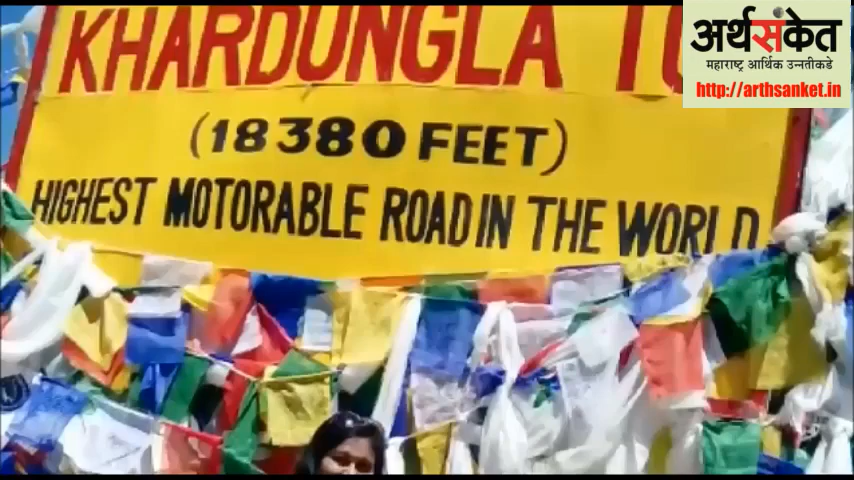 KHARDUNGLA TO
(18380 FEET)
HIGHEST MOTORABLE ROAD IN THE WORLD
अर्थसंकेत
महाराष्ट्र आर्थिक उन्नतीकडे
http://arthsanket.in